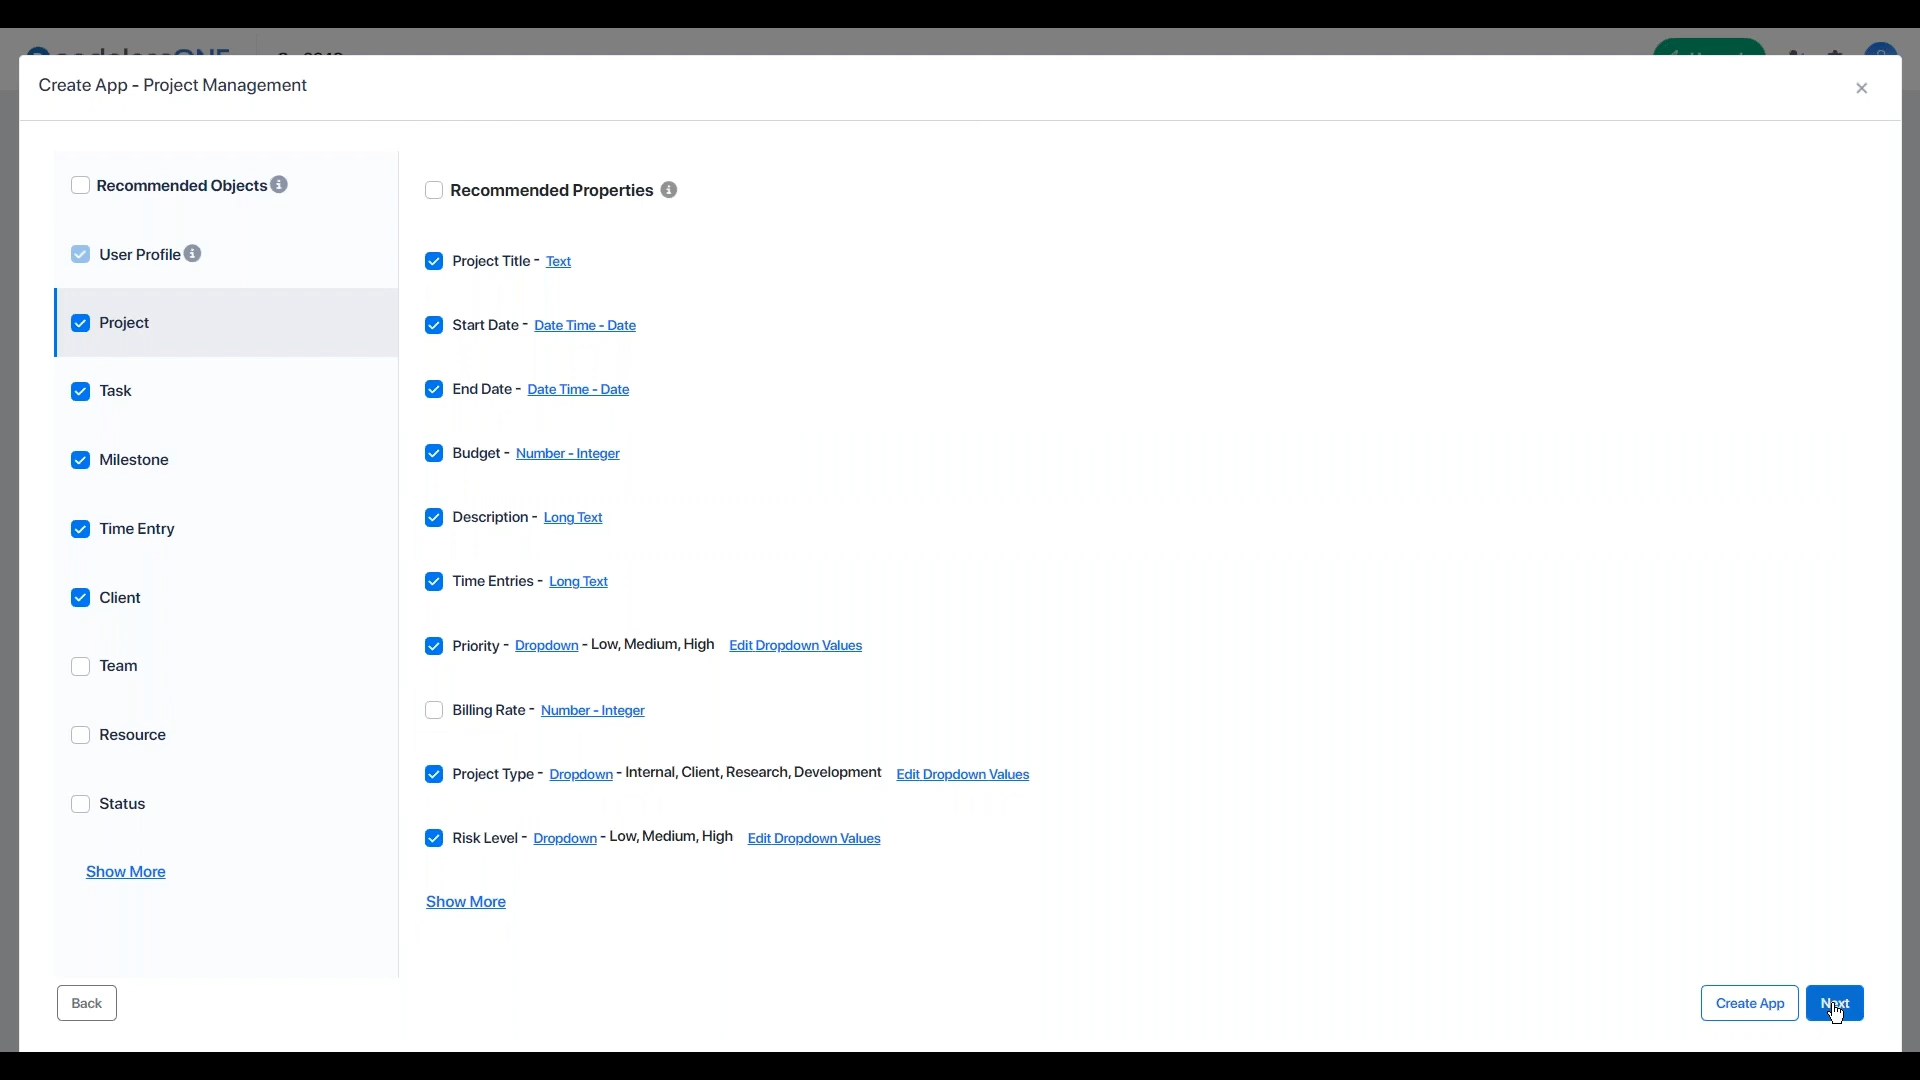 Create App - Project Management
Recommended Objects
User Profile
Project
Task
Milestone
Time Entry
Client
Team
Resource
Status
Show More
Recommended Properties
Project Title - Text
Start Date - Date Time - Date
End Date - Date Time - Date
Budget - Number - Integer
Description - Long Text
Time Entries - Long Text
Priority - Dropdown - Low, Medium, High Edit Dropdown Values
Billing Rate - Number - Integer
Project Type - Dropdown - Internal, Client, Research, Development Edit Dropdown Values
Risk Level - Dropdown - Low, Medium, High Edit Dropdown Values
Show More
Back
Create App
Next